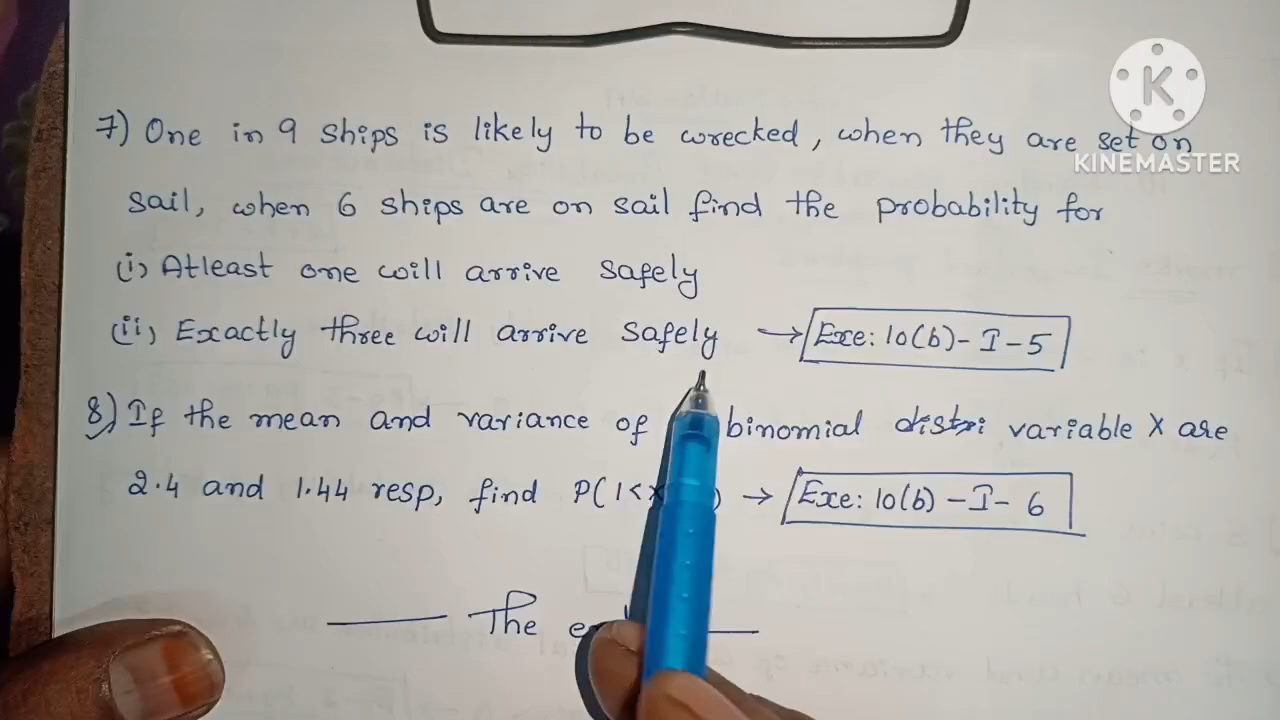 K
KINEMASTER
7) One in 9 ships is likely to be wrecked, when they are set on
sail, when 6 ships are on sail find the probability for
(i) Atleast one will arrive safely
(ii) Exactly three will arrive safely → Exe: 10(b)-I-5
8) If the mean and variance of binomial distri variable X are
2.4 and 1.44 resp, find P(1<X ) → Exe: 10(b)-I-6
The